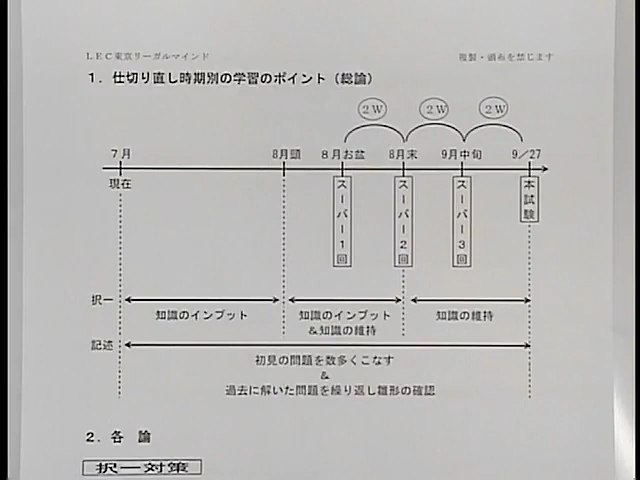 LEC東京リーガルマインド 複製・頒布を禁じます
1．仕切り直し時期別の学習のポイント（総論）
2W 2W 2W
7月 8月頭 8月お盆 8月末 9月中旬 9／27
現在
スーパー1回
スーパー2回
スーパー3回
本試験
択一
知識のインプット
知識のインプット
&知識の維持
知識の維持
記述
初見の問題を数多くこなす
&
過去に解いた問題を繰り返し雛形の確認
2．各 論
択一対策